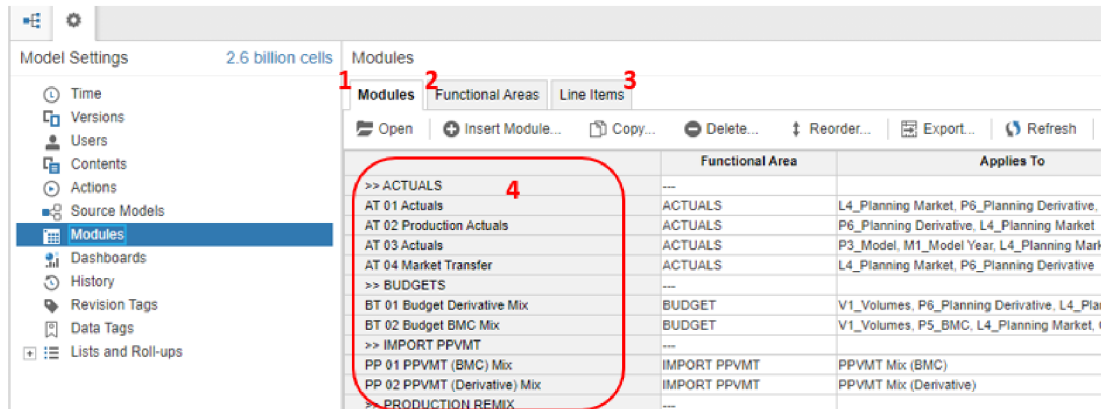 Model Settings
2.6 billion cells
Time
Versions
Users
Contents
Actions
Source Models
Modules
Dashboards
History
Revision Tags
Data Tags
Lists and Roll-ups
Modules
1 Modules 2 Functional Areas Line Items 3
Open Insert Module... Copy... Delete... Reorder... Export... Refresh
Functional Area Applies To
4
>> ACTUALS ---
AT 01 Actuals ACTUALS L4_Planning Market, P6_Planning Derivative,
AT 02 Production Actuals ACTUALS P6_Planning Derivative, L4_Planning Market
AT 03 Actuals ACTUALS P3_Model, M1_Model Year, L4_Planning Mark
AT 04 Market Transfer ACTUALS L4_Planning Market, P6_Planning Derivative
>> BUDGETS ---
BT 01 Budget Derivative Mix BUDGET V1_Volumes, P6_Planning Derivative, L4_Plan
BT 02 Budget BMC Mix BUDGET V1_Volumes, P5_BMC, L4_Planning Market,
>> IMPORT PPVMT ---
PP 01 PPVMT (BMC) Mix IMPORT PPVMT PPVMT Mix (BMC)
PP 02 PPVMT (Derivative) Mix IMPORT PPVMT PPVMT Mix (Derivative)
>> PRODUCTION REMIX ---